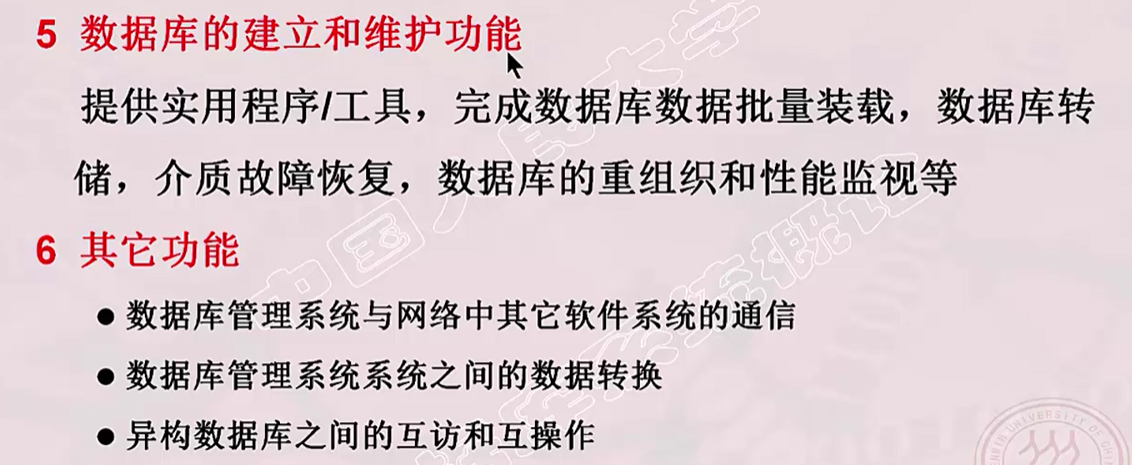 5 数据库的建立和维护功能
提供实用程序/工具，完成数据库数据批量装载，数据库转
储，介质故障恢复，数据库的重组织和性能监视等
6 其它功能
● 数据库管理系统与网络中其它软件系统的通信
● 数据库管理系统系统之间的数据转换
● 异构数据库之间的互访和互操作